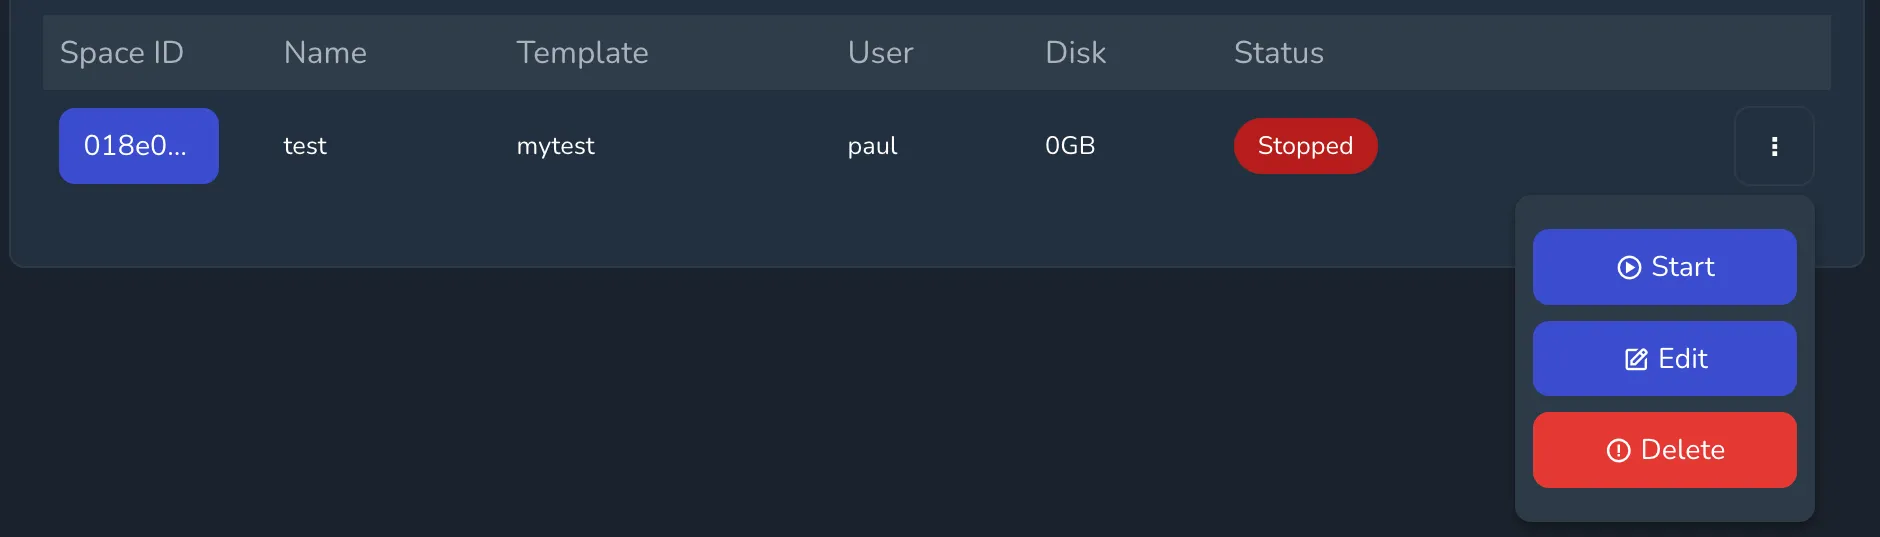 Space ID Name Template User Disk Status
018e0... test mytest paul 0GB Stopped
Start
Edit
Delete